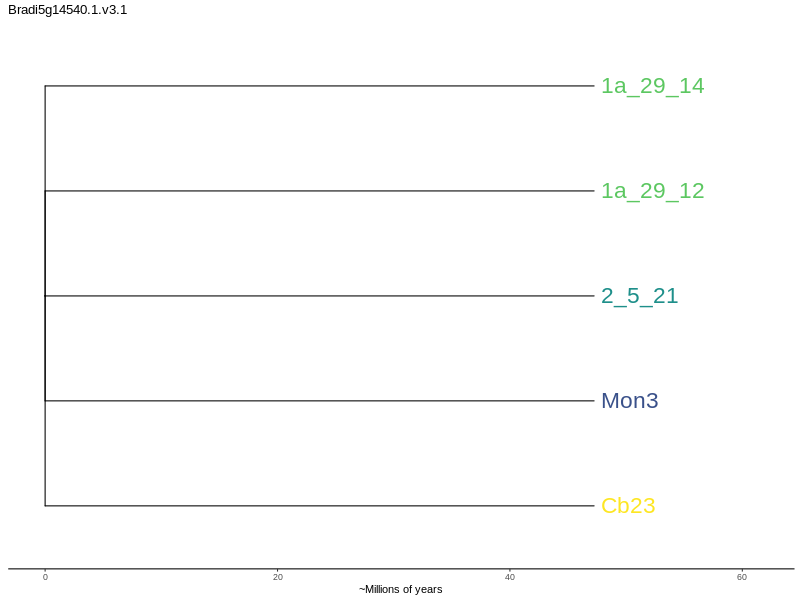 Bradi5g14540.1.v3.1
1a_29_14
1a_29_12
2_5_21
Mon3
Cb23
0 20 40 60
~Millions of years